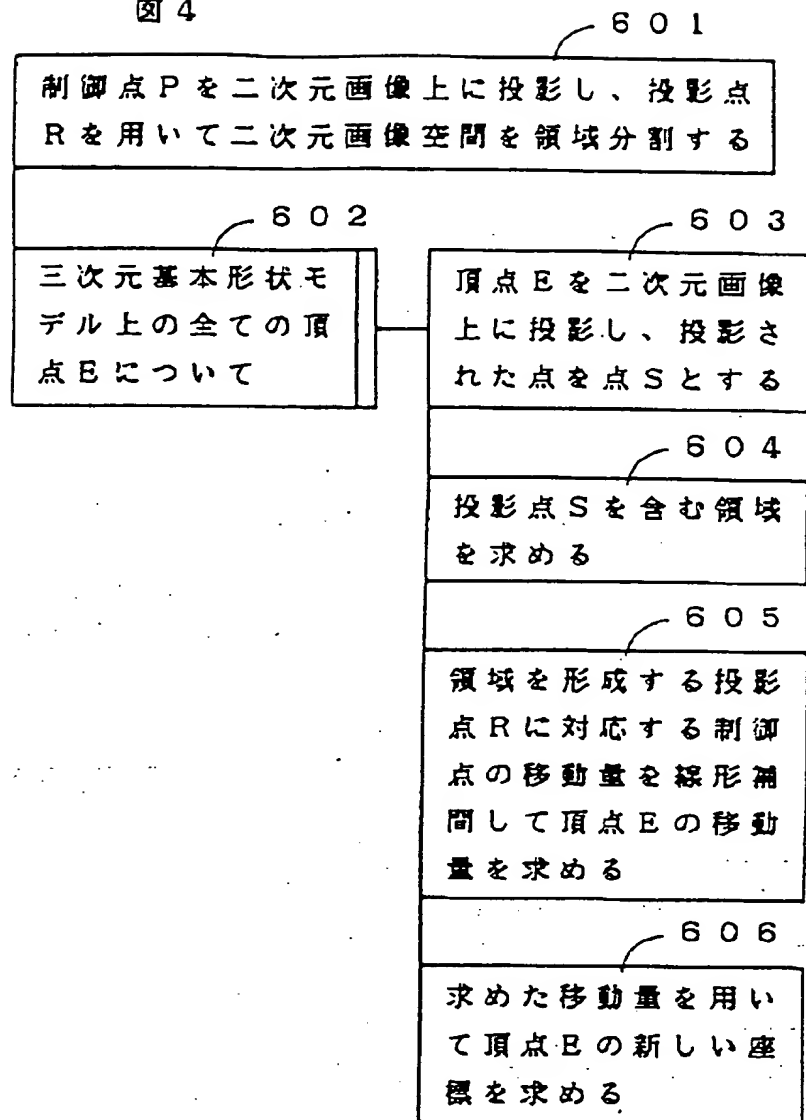 図4
601
制御点Pを二次元画像上に投影し、投影点
Rを用いて二次元画像空間を領域分割する
602
三次元基本形状モ
デル上の全ての頂
点Eについて
603
頂点Eを二次元画像
上に投影し、投影さ
れた点を点Sとする
604
投影点Sを含む領域
を求める
605
領域を形成する投影
点Rに対応する制御
点の移動量を線形補
間して頂点Eの移動
量を求める
606
求めた移動量を用い
て頂点Eの新しい座
標を求める